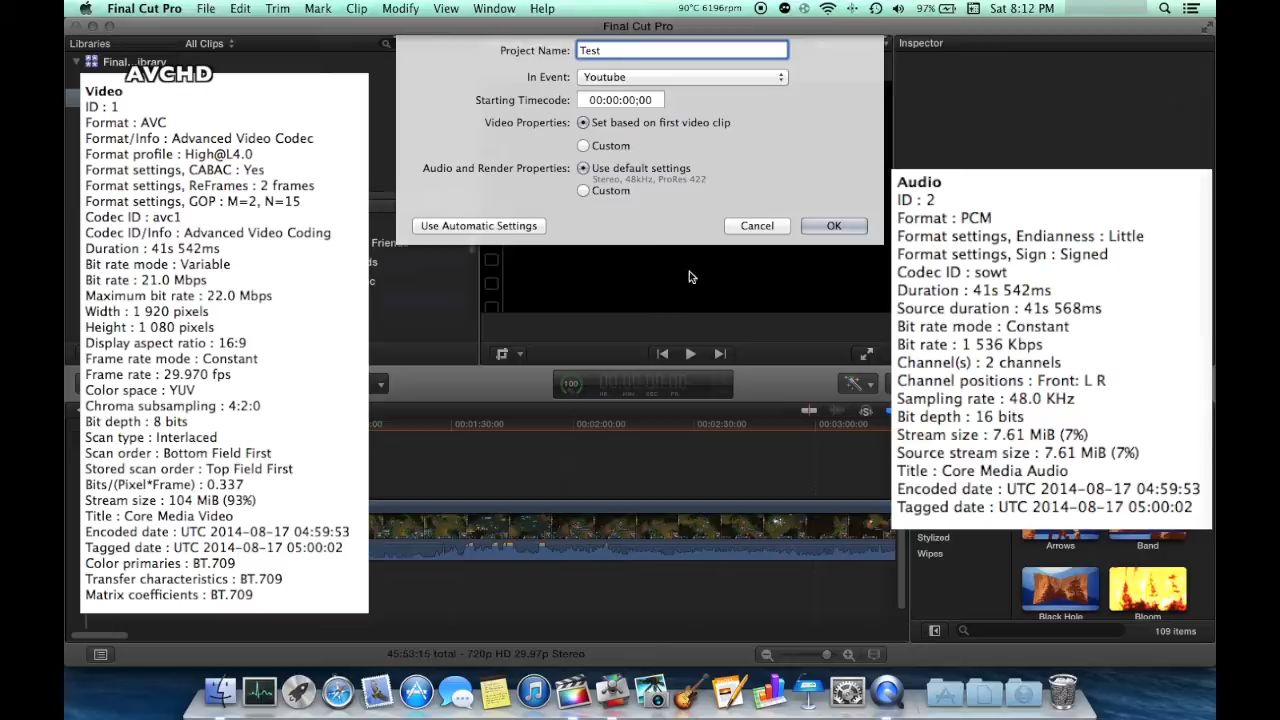 Final Cut Pro File Edit Trim Mark Clip Modify View Window Help 90°C 6196rpm 97% Sat 8:12 PM
Final Cut Pro
Libraries All Clips Inspector
Final...ibrary
AVCHD
Project Name: Test
In Event: Youtube
Starting Timecode: 00:00:00;00
Video Properties: Set based on first video clip
Custom
Audio and Render Properties: Use default settings
Stereo, 48kHz, ProRes 422
Custom
Use Automatic Settings Cancel OK
Video
ID : 1
Format : AVC
Format/Info : Advanced Video Codec
Format profile : High@L4.0
Format settings, CABAC : Yes
Format settings, ReFrames : 2 frames
Format settings, GOP : M=2, N=15
Codec ID : avc1
Codec ID/Info : Advanced Video Coding
Duration : 41s 542ms
Bit rate mode : Variable
Bit rate : 21.0 Mbps
Maximum bit rate : 22.0 Mbps
Width : 1 920 pixels
Height : 1 080 pixels
Display aspect ratio : 16:9
Frame rate mode : Constant
Frame rate : 29.970 fps
Color space : YUV
Chroma subsampling : 4:2:0
Bit depth : 8 bits
Scan type : Interlaced
Scan order : Bottom Field First
Stored scan order : Top Field First
Bits/(Pixel*Frame) : 0.337
Stream size : 104 MiB (93%)
Title : Core Media Video
Encoded date : UTC 2014-08-17 04:59:53
Tagged date : UTC 2014-08-17 05:00:02
Color primaries : BT.709
Transfer characteristics : BT.709
Matrix coefficients : BT.709
Audio
ID : 2
Format : PCM
Format settings, Endianness : Little
Format settings, Sign : Signed
Codec ID : sowt
Duration : 41s 542ms
Source duration : 41s 568ms
Bit rate mode : Constant
Bit rate : 1 536 Kbps
Channel(s) : 2 channels
Channel positions : Front: L R
Sampling rate : 48.0 KHz
Bit depth : 16 bits
Stream size : 7.61 MiB (7%)
Source stream size : 7.61 MiB (7%)
Title : Core Media Audio
Encoded date : UTC 2014-08-17 04:59:53
Tagged date : UTC 2014-08-17 05:00:02
100
:00 00:01:30:00 00:02:00:00 00:02:30:00 00:03:00:00
Stylized
Wipes
Arrows Band
Black Hole Bloom
109 items
45:53:15 total - 720p HD 29.97p Stereo